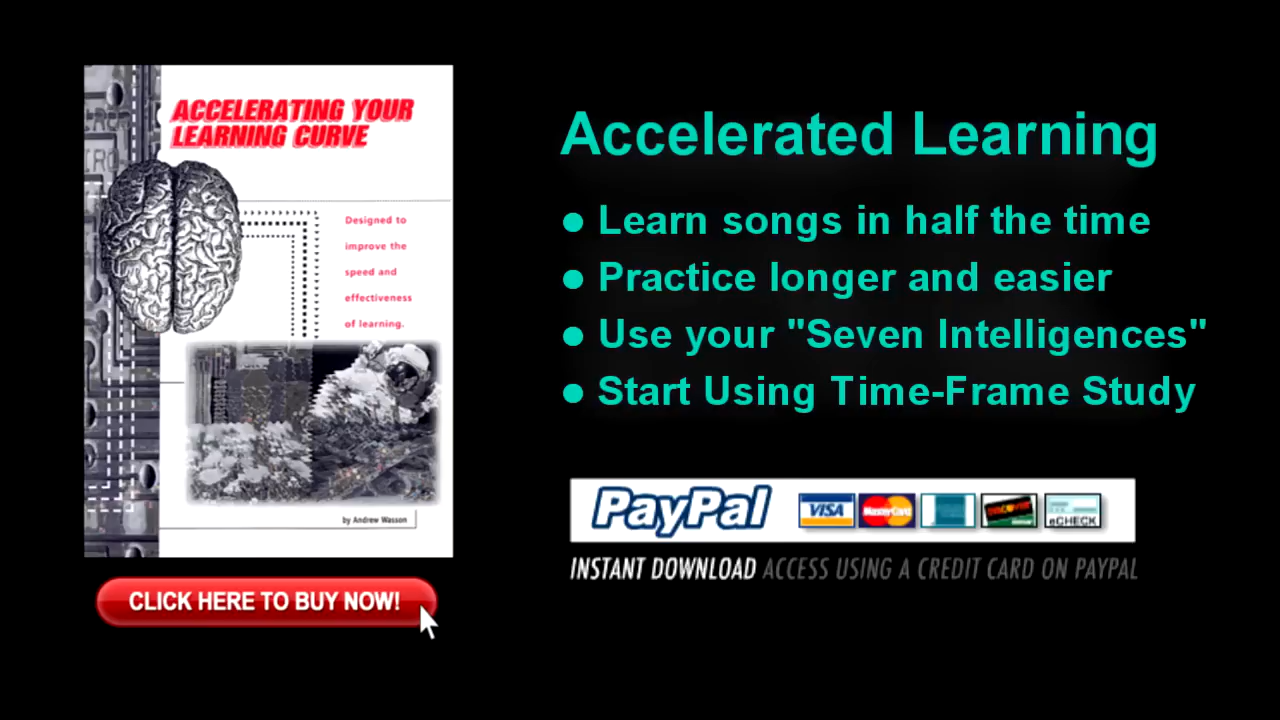 ACCELERATING YOUR
LEARNING CURVE
Designed to
improve the
speed and
effectiveness
of learning.
by Andrew Wasson
CLICK HERE TO BUY NOW!
Accelerated Learning
• Learn songs in half the time
• Practice longer and easier
• Use your "Seven Intelligences"
• Start Using Time-Frame Study
PayPal VISA MasterCard DISCOVER eCHECK
INSTANT DOWNLOAD ACCESS USING A CREDIT CARD ON PAYPAL